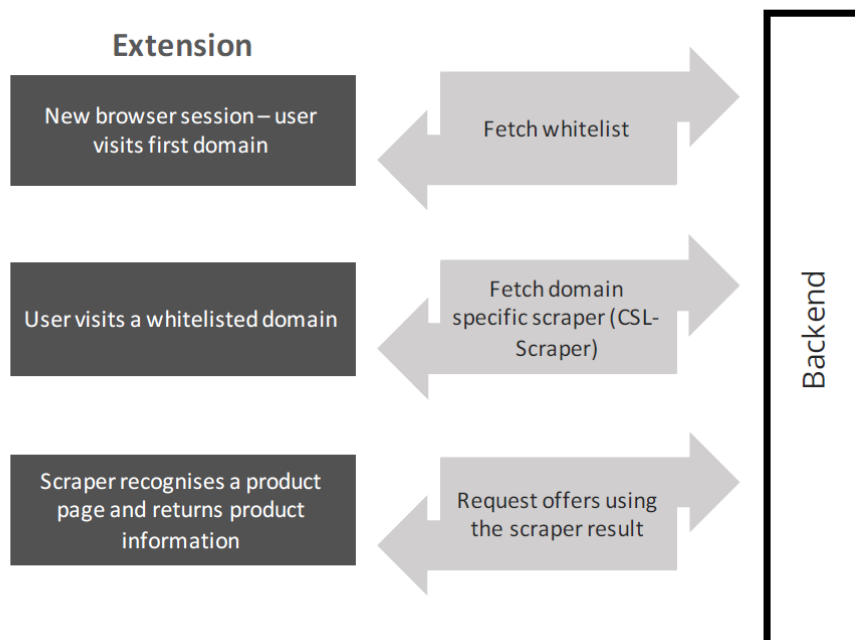 Extension
New browser session – user
visits first domain
Fetch whitelist
User visits a whitelisted domain
Fetch domain
specific scraper (CSL-
Scraper)
Scraper recognises a product
page and returns product
information
Request offers using
the scraper result
Backend